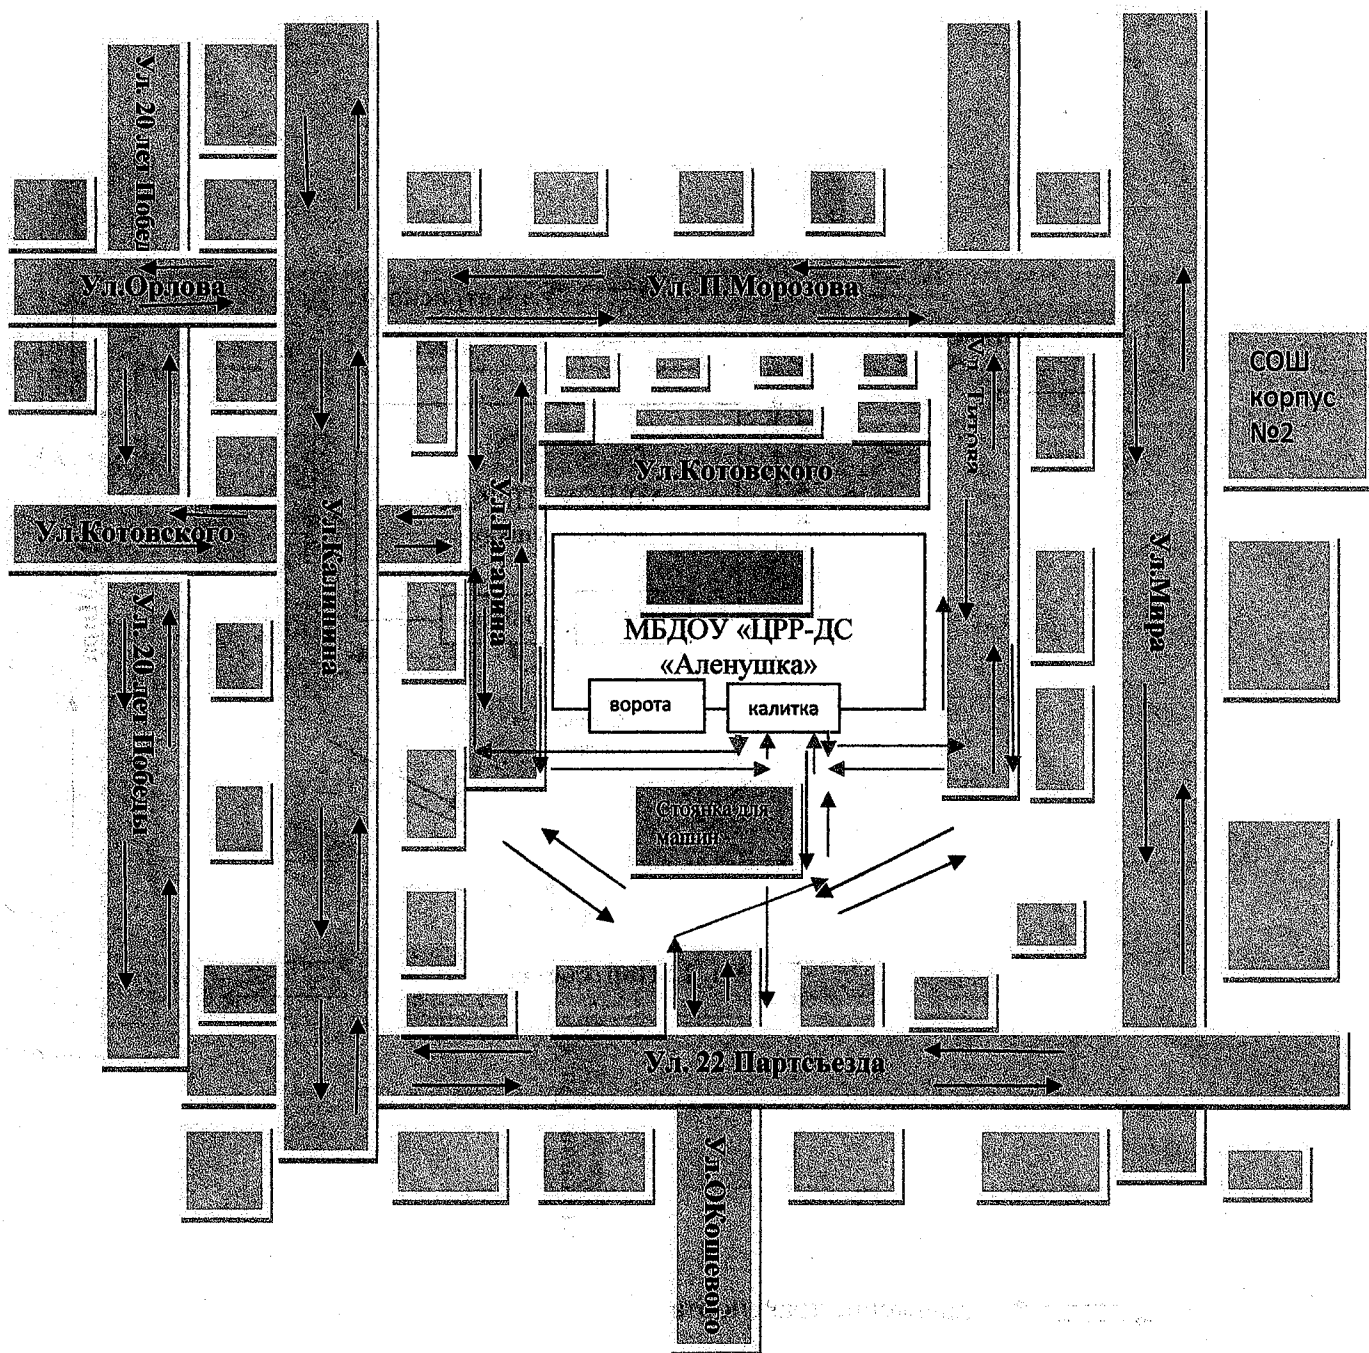 Ул. 20 лет Побед
Ул.Орлова
Ул. П.Морозова
СОШ
корпус
№2
Ул.Котовского
Ул.Котовского
Ул.Калинина
Ул.Гагарина
Ул.Мира
МБДОУ «ЦРР-ДС
«Аленушка»
ворота
калитка
Ул. 20 лет Победы
Стоянка для
машин
Ул. 22 Партсъезда
Ул.ОКошевого